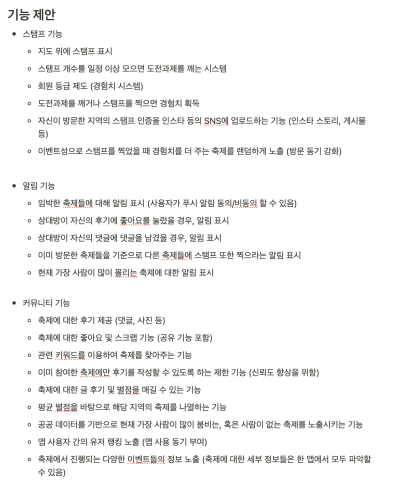 기능 제안
스탬프 기능
지도 위에 스탬프 표시
스탬프 개수를 일정 이상 모으면 도전과제를 깨는 시스템
회원 등급 제도 (경험치 시스템)
도전과제를 깨거나 스탬프를 찍으면 경험치 획득
자신이 방문한 지역의 스탬프 인증을 인스타 등의 SNS에 업로드하는 기능 (인스타 스토리, 게시물
등)
이벤트성으로 스탬프를 찍었을 때 경험치를 더 주는 축제를 랜덤하게 노출 (방문 동기 강화)
알림 기능
임박한 축제들에 대해 알림 표시 (사용자가 푸시 알림 동의/비동의 할 수 있음)
상대방이 자신의 후기에 좋아요를 눌렀을 경우, 알림 표시
상대방이 자신의 댓글에 댓글을 남겼을 경우, 알림 표시
이미 방문한 축제들을 기준으로 다른 축제들에 스탬프 또한 찍으라는 알림 표시
현재 가장 사람이 많이 몰리는 축제에 대한 알림 표시
커뮤니티 기능
축제에 대한 후기 제공 (댓글, 사진 등)
축제에 대한 좋아요 및 스크랩 기능 (공유 기능 포함)
관련 키워드를 이용하여 축제를 찾아주는 기능
이미 참여한 축제에만 후기를 작성할 수 있도록 하는 제한 기능 (신뢰도 향상을 위함)
축제에 대한 글 후기 및 별점을 매길 수 있는 기능
평균 별점을 바탕으로 해당 지역의 축제를 나열하는 기능
공공 데이터를 기반으로 현재 가장 사람이 많이 붐비는, 혹은 사람이 없는 축제를 노출시키는 기능
앱 사용자 간의 유저 랭킹 노출 (앱 사용 동기 부여)
축제에서 진행되는 다양한 이벤트들의 정보 노출 (축제에 대한 세부 정보들은 한 앱에서 모두 파악할
수 있음)